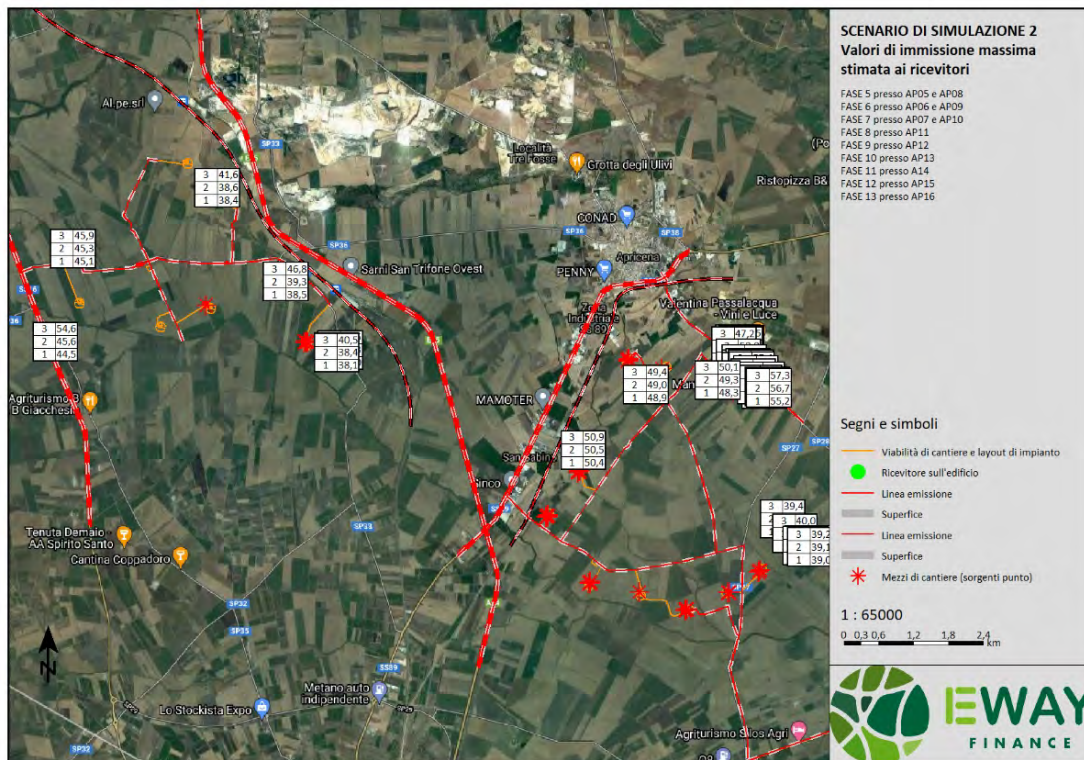 SCENARIO DI SIMULAZIONE 2
Valori di immissione massima
stimata ai ricevitori
FASE 5 presso AP05 e AP08
FASE 6 presso AP06 e AP09
FASE 7 presso AP07 e AP10
FASE 8 presso AP11
FASE 9 presso AP12
FASE 10 presso AP13
FASE 11 presso A14
FASE 12 presso AP15
FASE 13 presso AP16
Al.pe.srl
SP33
Località
Tre Fosse
Grotta degli Ulivi
Ristopizza B&
3 41,6
2 38,6
1 38,4
CONAD
SP36
SP36
SP38
Apricena
3 45,9
2 45,3
1 45,1
3 46,8
2 39,3
1 38,5
Sarni San Trifone Ovest
PENNY
Valentina Passalacqua
- Vini e Luce
Zona
Industriale
3 54,6
2 45,6
1 44,5
3 40,5
2 38,4
1 38,1
3 47,2
3 49,4
2 49,0
1 48,9
3 50,1
2 49,3
1 48,3
3 57,3
2 56,7
1 55,2
Agriturismo B
B Giacchesi
MAMOTER
3 50,9
2 50,5
1 50,4
SP27
Sinco
3 39,4
3 40,0
3 39,2
2 39,1
1 39,0
Tenuta Demaio
AA Spirito Santo
Cantina Coppadoro
SP33
SP32
SP35
SS89
Metano auto
indipendente
Lo Stockista Expo
SP32
Agriturismo Silos Agri
Segni e simboli
Viabilità di cantiere e layout di impianto
Ricevitore sull'edificio
Linea emissione
Superfice
Linea emissione
Superfice
Mezzi di cantiere (sorgenti punto)
1 : 65000
0 0,3 0,6 1,2 1,8 2,4
km
N
EWAY
FINANCE